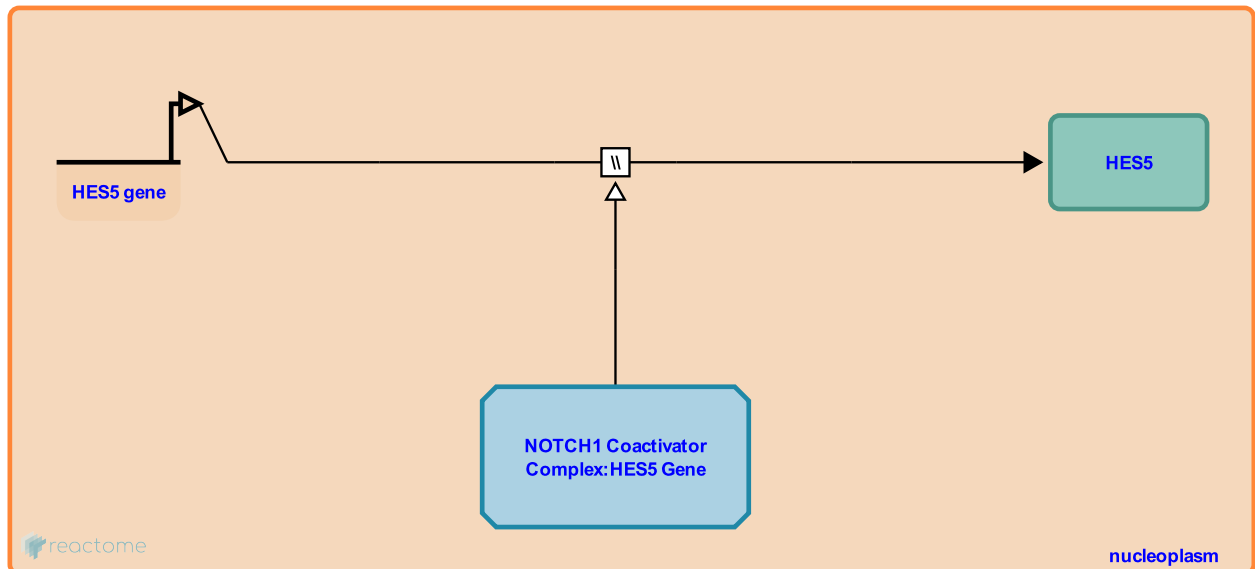 HES5 gene
\\
HES5
NOTCH1 Coactivator
Complex:HES5 Gene
reactome
nucleoplasm